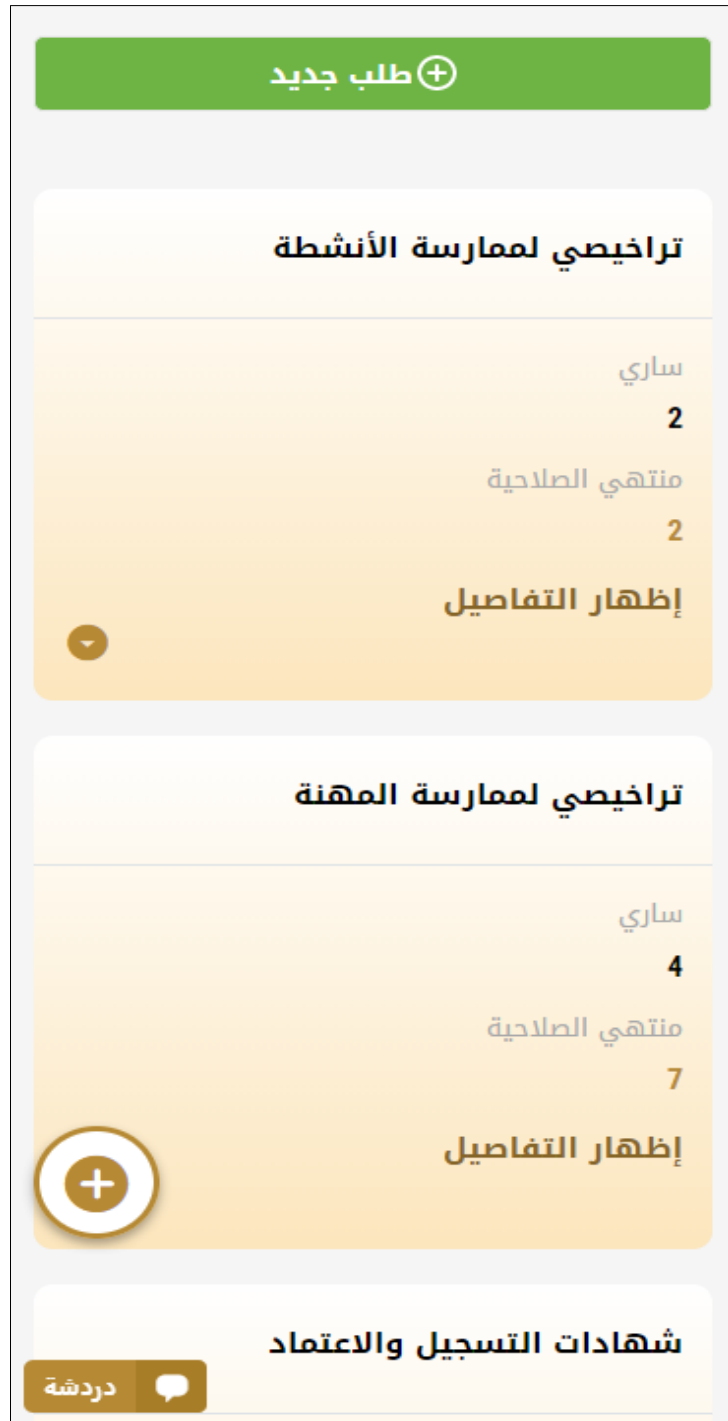 طلب جديد
تراخيصي لممارسة الأنشطة
ساري
2
منتهي الصلاحية
2
إظهار التفاصيل
تراخيصي لممارسة المهنة
ساري
4
منتهي الصلاحية
7
إظهار التفاصيل
شهادات التسجيل والاعتماد
دردشة